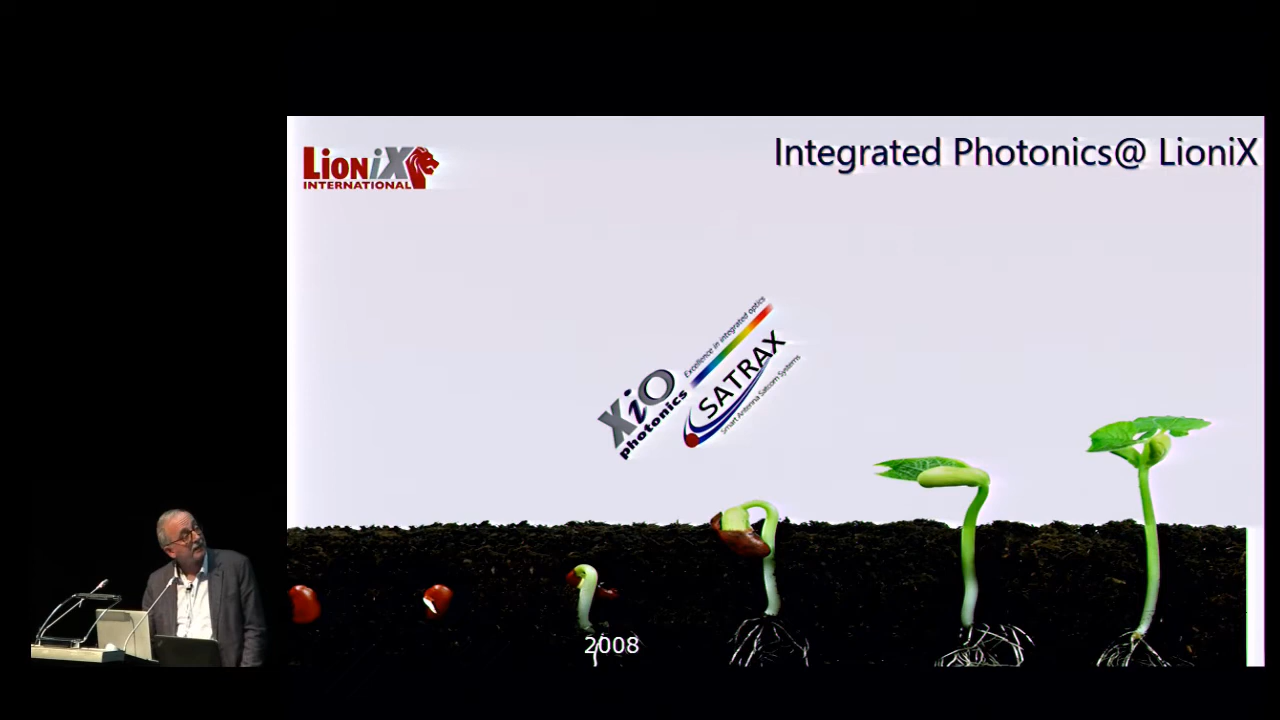 LioniX
INTERNATIONAL
Integrated Photonics@ LioniX
XiO
photonics
Excellence in integrated optics
SATRAX
Smart Antenna Satcom Systems
2008